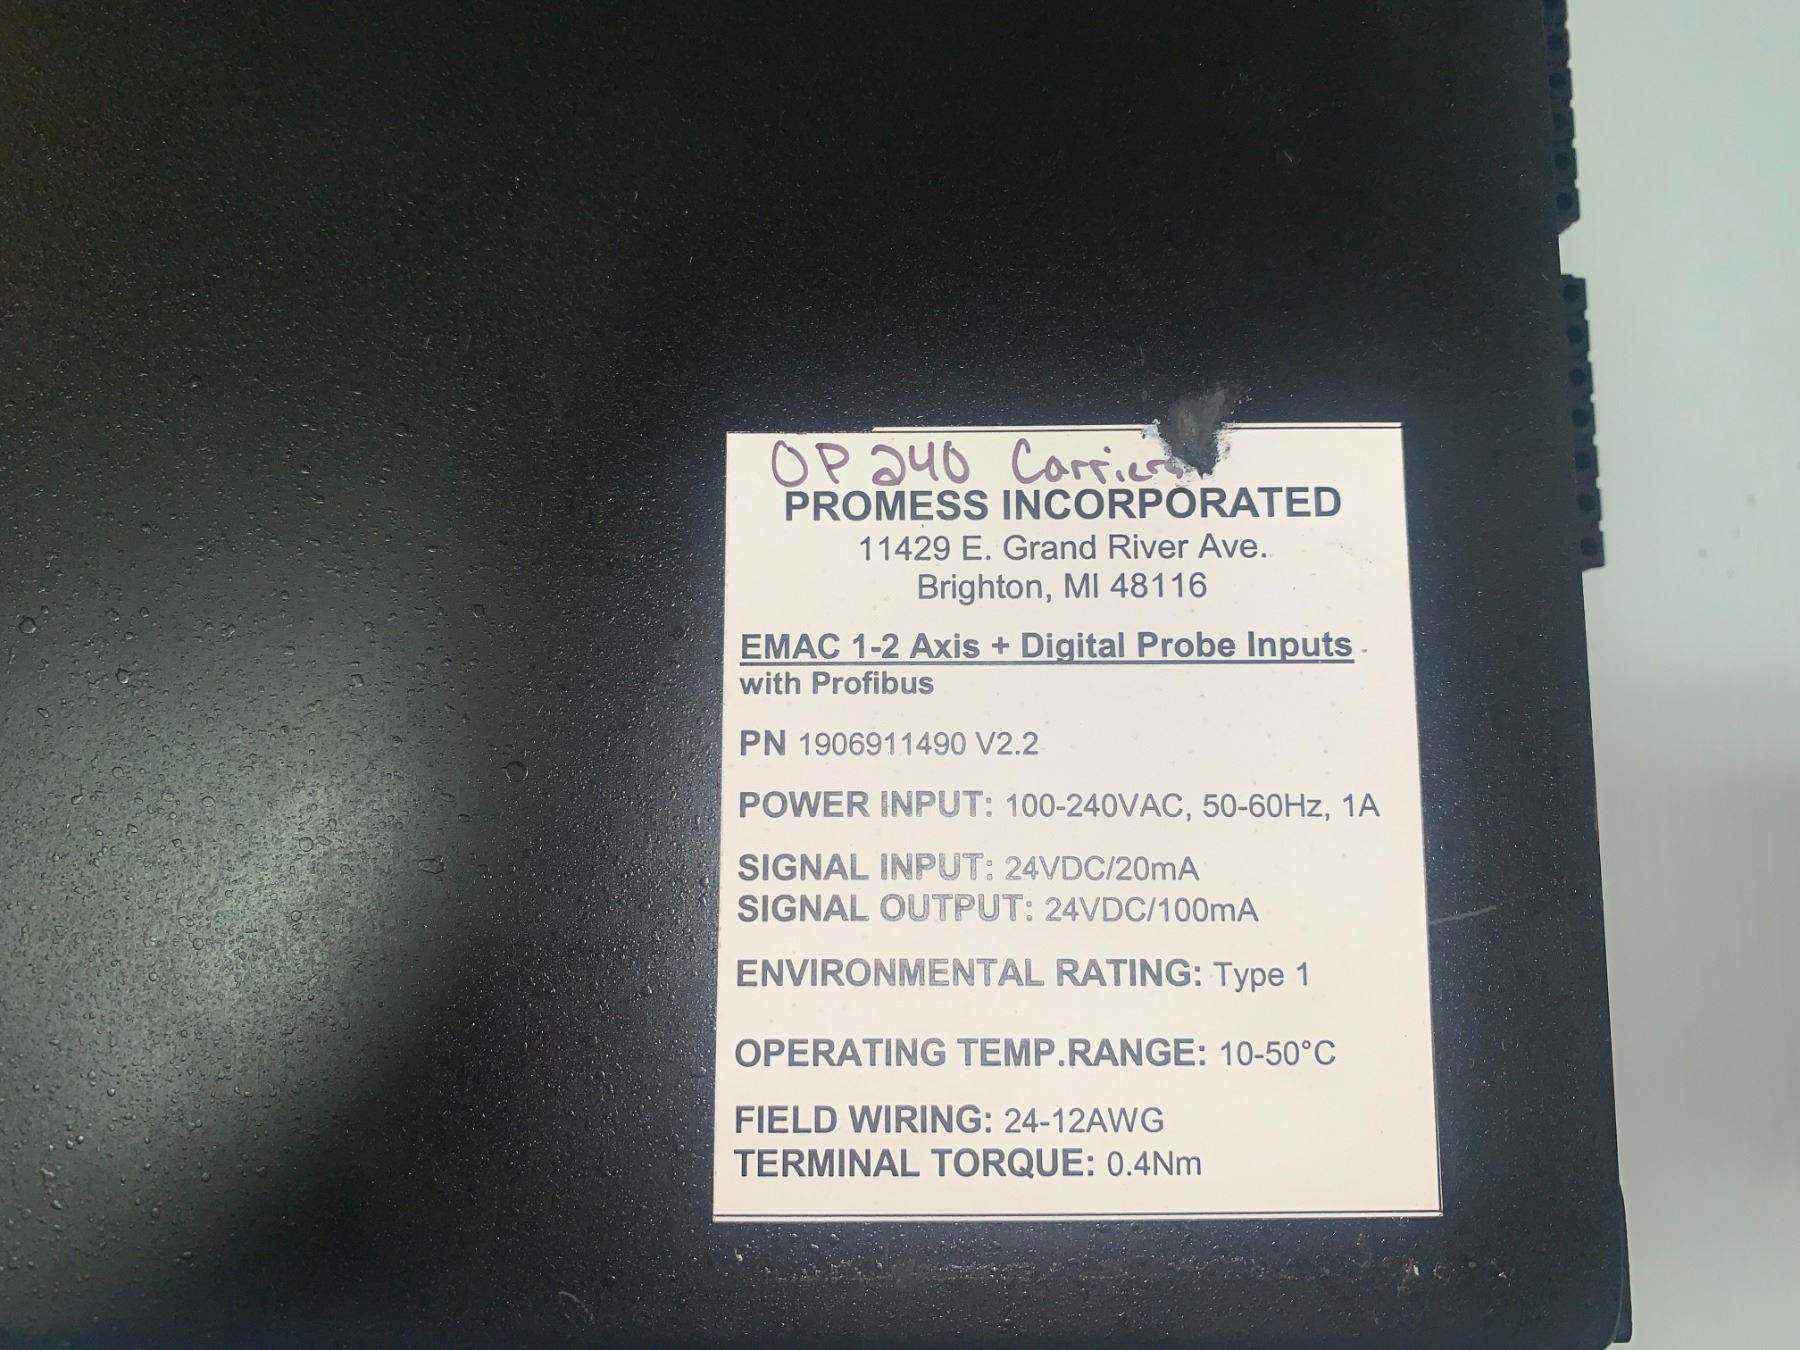 OP 240 Carrier
PROMESS INCORPORATED
11429 E. Grand River Ave.
Brighton, MI 48116
EMAC 1-2 Axis + Digital Probe Inputs
with Profibus
PN 1906911490 V2.2
POWER INPUT: 100-240VAC, 50-60Hz, 1A
SIGNAL INPUT: 24VDC/20mA
SIGNAL OUTPUT: 24VDC/100mA
ENVIRONMENTAL RATING: Type 1
OPERATING TEMP.RANGE: 10-50°C
FIELD WIRING: 24-12AWG
TERMINAL TORQUE: 0.4Nm